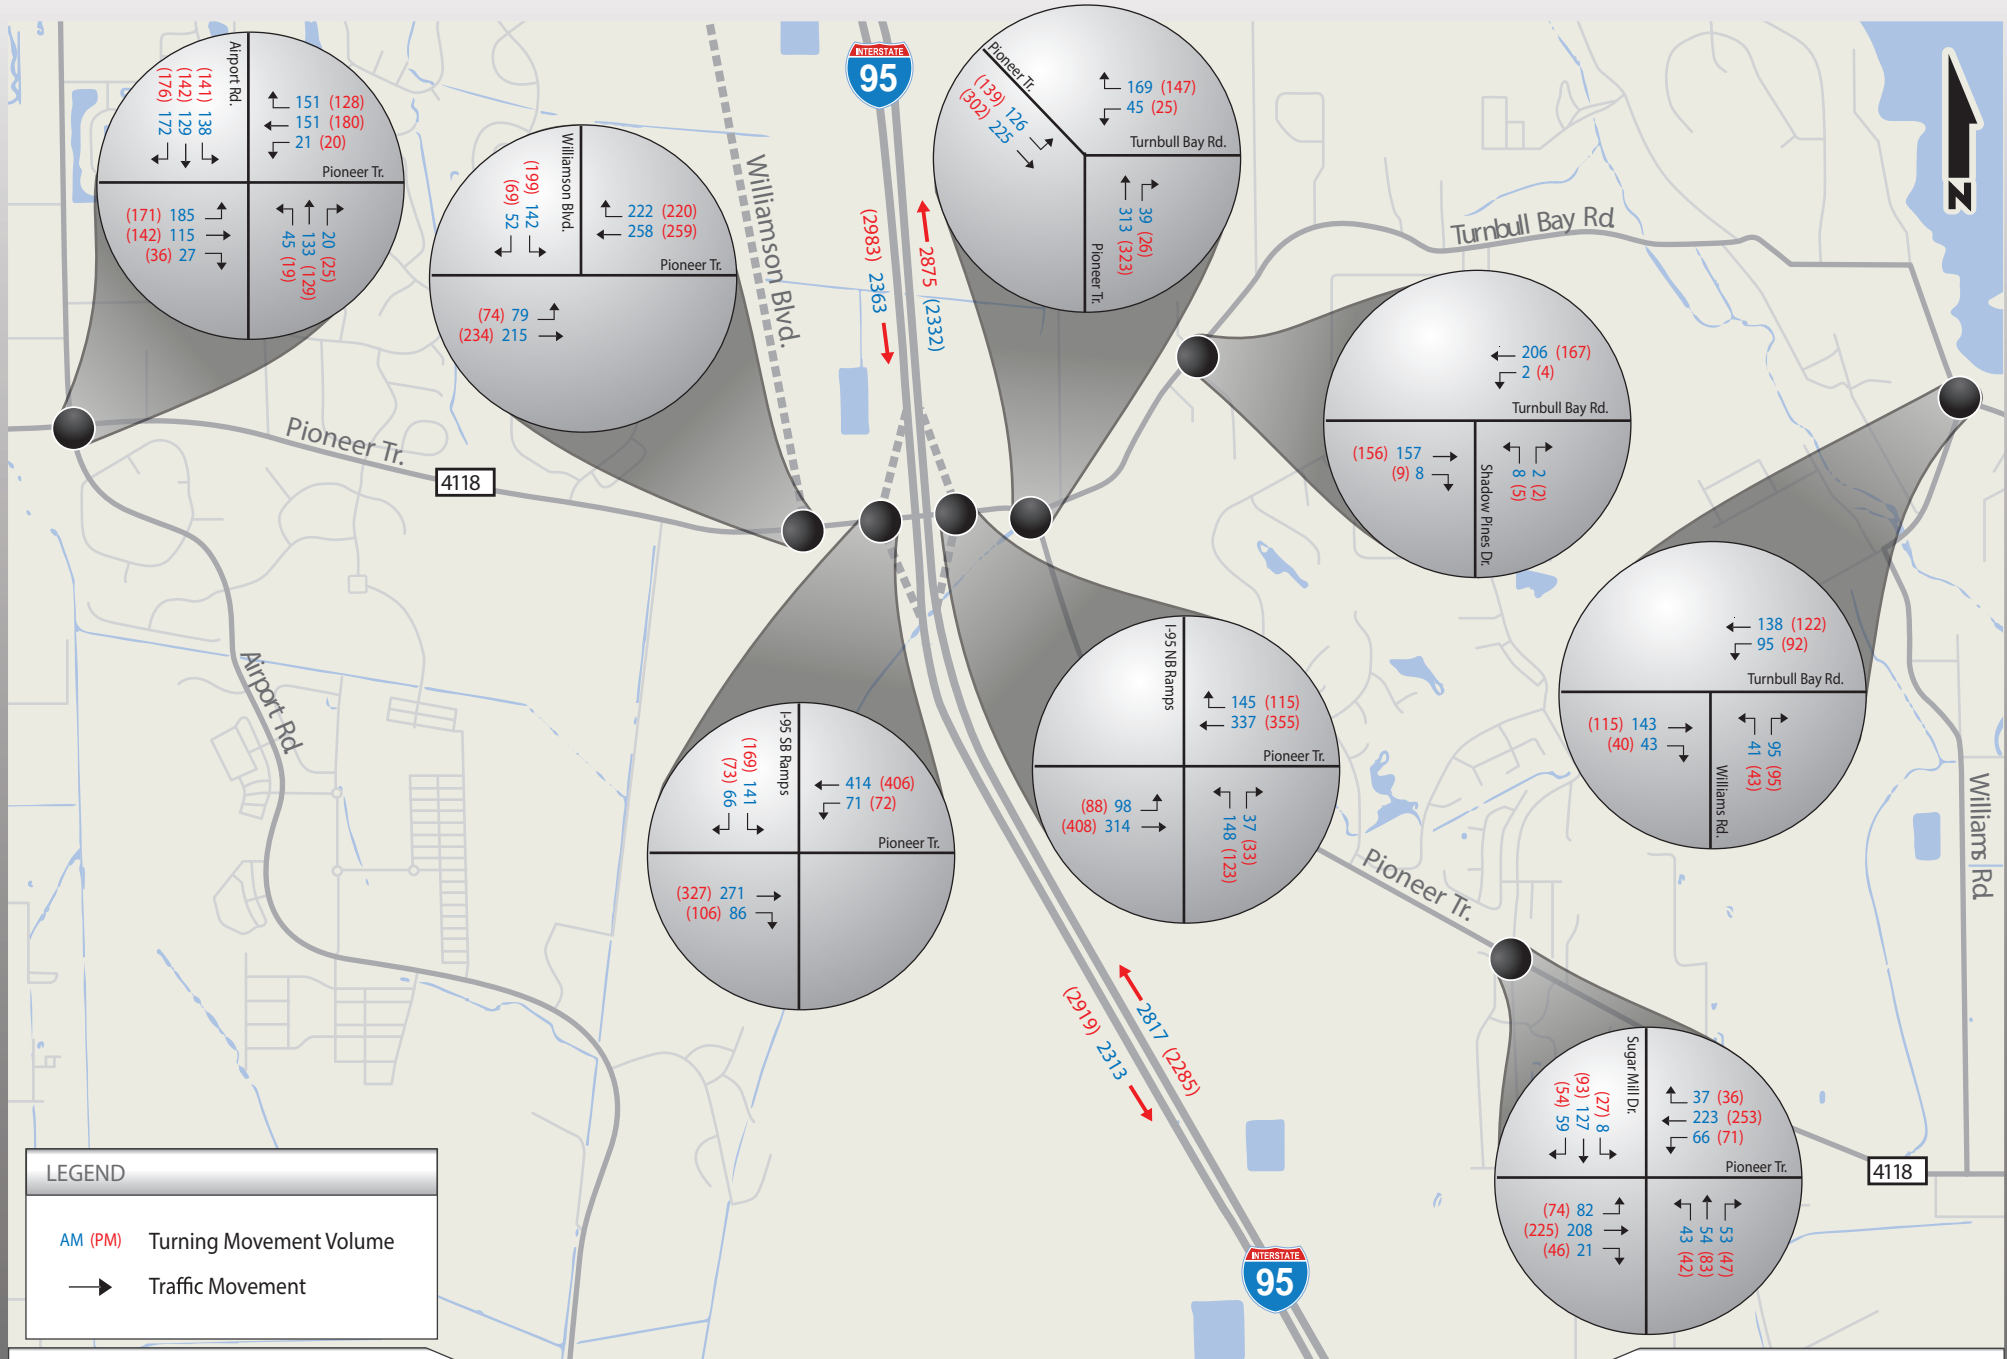 Airport Rd.
(176) 172
(142) 129
(141) 138
151 (128)
151 (180)
21 (20)
Pioneer Tr.
(171) 185
(142) 115
(36) 27
45 (19)
133 (129)
20 (25)
Williamson Blvd.
(69) 52
(199) 142
222 (220)
258 (259)
Pioneer Tr.
(74) 79
(234) 215
Williamson Blvd.
INTERSTATE
95
(2983) 2363
2875 (2332)
Pioneer Tr.
(139) 126
(302) 225
169 (147)
45 (25)
Turnbull Bay Rd.
313 (323)
39 (26)
Pioneer Tr.
Turnbull Bay Rd.
N
206 (167)
2 (4)
Turnbull Bay Rd.
(156) 157
(9) 8
Shadow Pines Dr.
8 (5)
2 (2)
Pioneer Tr.
4118
138 (122)
95 (92)
Turnbull Bay Rd.
(115) 143
(40) 43
Williams Rd.
41 (43)
95 (95)
Airport Rd.
I-95 SB Ramps
(73) 66
(169) 141
414 (406)
71 (72)
Pioneer Tr.
(327) 271
(106) 86
I-95 NB Ramps
145 (115)
337 (355)
Pioneer Tr.
(88) 98
(408) 314
148 (123)
37 (33)
Williams Rd.
Pioneer Tr.
(2919) 2313
2817 (2285)
Sugar Mill Dr.
(54) 59
(93) 127
(27) 8
37 (36)
223 (253)
66 (71)
Pioneer Tr.
(74) 82
(225) 208
(46) 21
43 (42)
54 (83)
53 (47)
4118
INTERSTATE
95
LEGEND
AM (PM) Turning Movement Volume
Traffic Movement